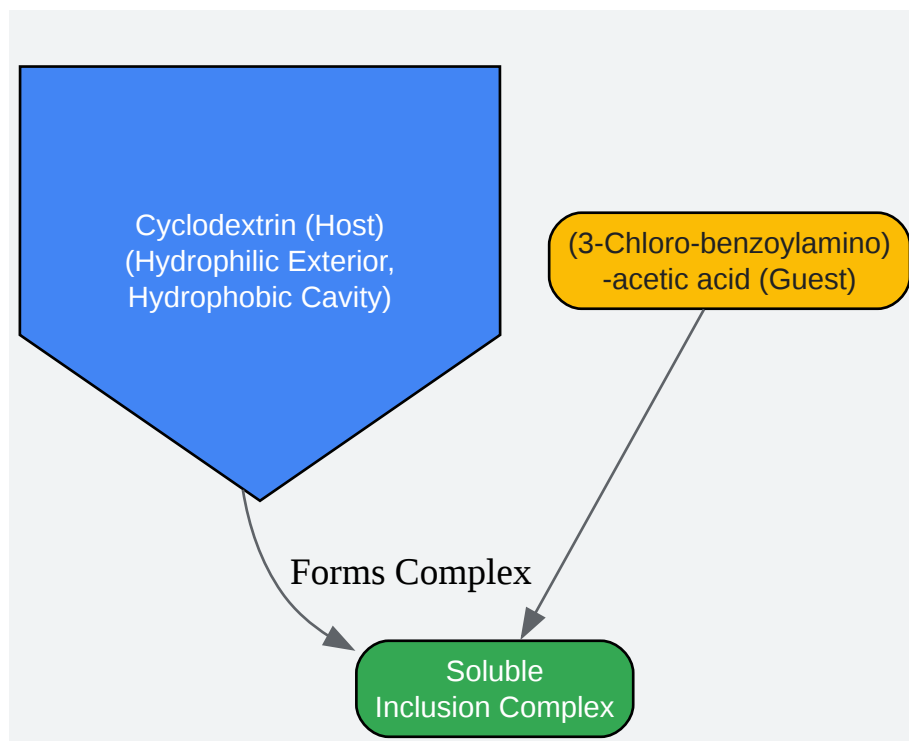 Cyclodextrin (Host)
(Hydrophilic Exterior,
Hydrophobic Cavity)
(3-Chloro-benzoylamino)
-acetic acid (Guest)
Forms Complex
Soluble
Inclusion Complex